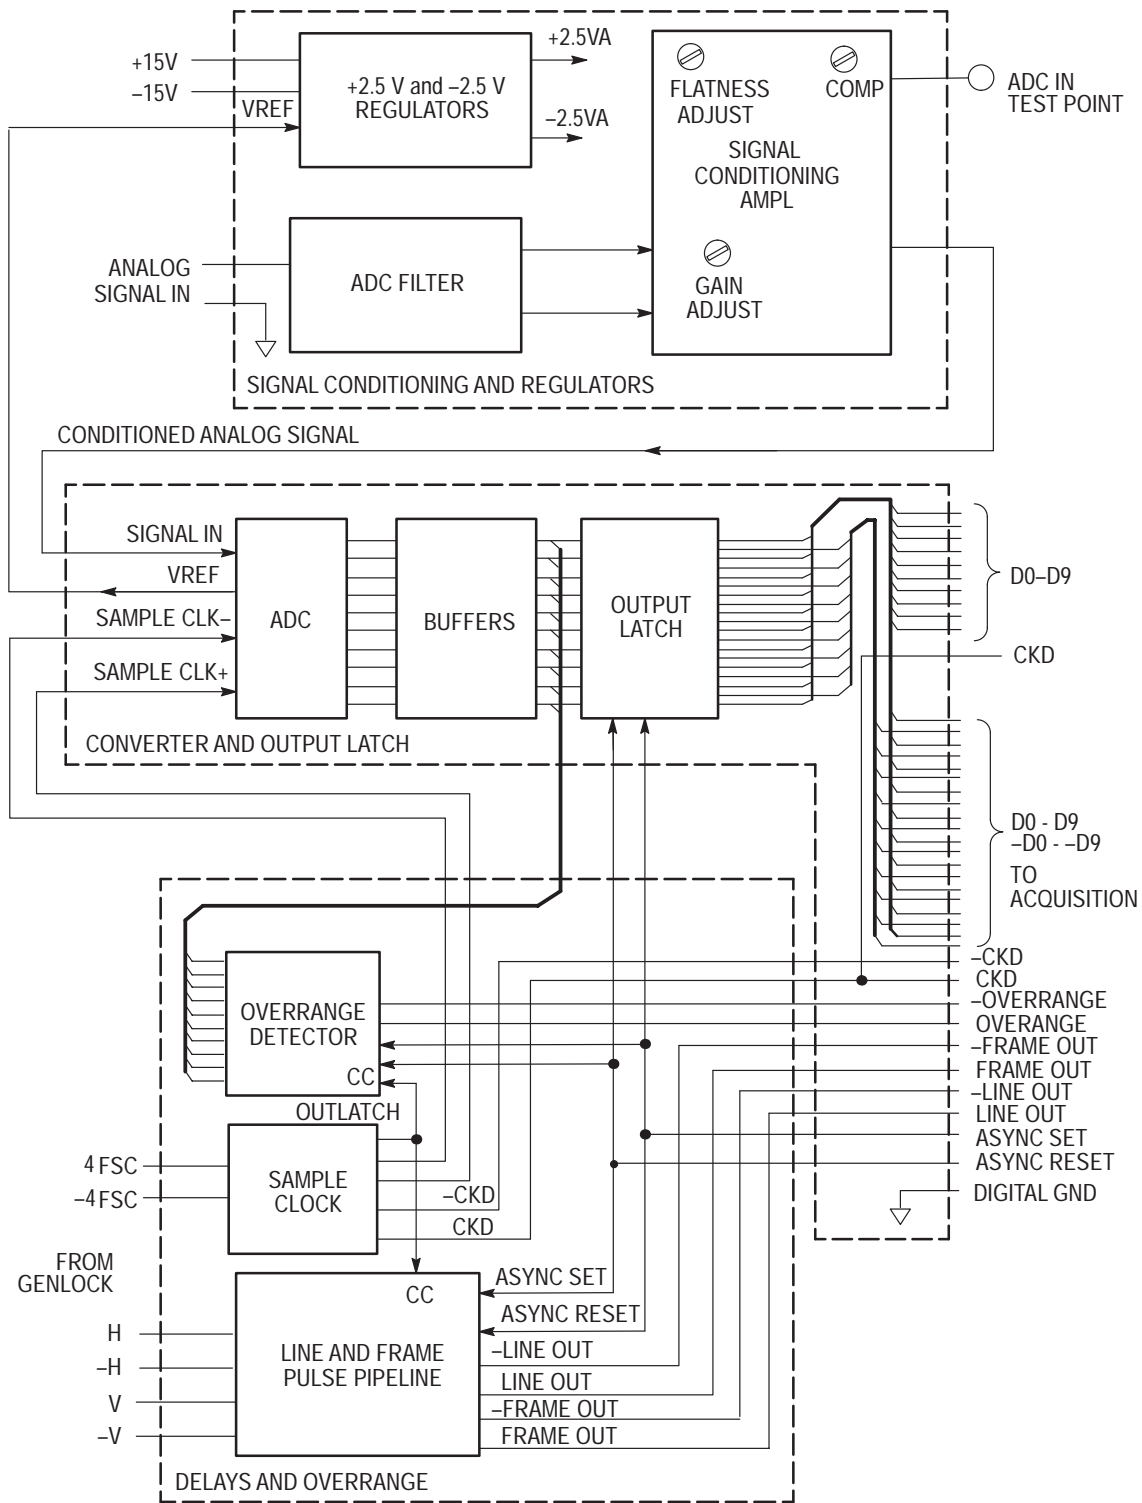 +15V
–15V
VREF
+2.5 V and –2.5 V
REGULATORS
+2.5VA
–2.5VA
FLATNESS
ADJUST
COMP
SIGNAL
CONDITIONING
AMPL
GAIN
ADJUST
ADC IN
TEST POINT
ANALOG
SIGNAL IN
ADC FILTER
SIGNAL CONDITIONING AND REGULATORS
CONDITIONED ANALOG SIGNAL
SIGNAL IN
VREF
SAMPLE CLK–
SAMPLE CLK+
ADC
BUFFERS
OUTPUT
LATCH
D0–D9
CKD
CONVERTER AND OUTPUT LATCH
D0 - D9
–D0 - –D9
TO
ACQUISITION
–CKD
CKD
–OVERRANGE
OVERANGE
–FRAME OUT
FRAME OUT
–LINE OUT
LINE OUT
ASYNC SET
ASYNC RESET
DIGITAL GND
OVERRANGE
DETECTOR
CC
OUTLATCH
4 FSC
–4 FSC
SAMPLE
CLOCK
–CKD
CKD
FROM
GENLOCK
H
–H
V
–V
CC
LINE AND FRAME
PULSE PIPELINE
ASYNC SET
ASYNC RESET
–LINE OUT
LINE OUT
–FRAME OUT
FRAME OUT
DELAYS AND OVERRANGE